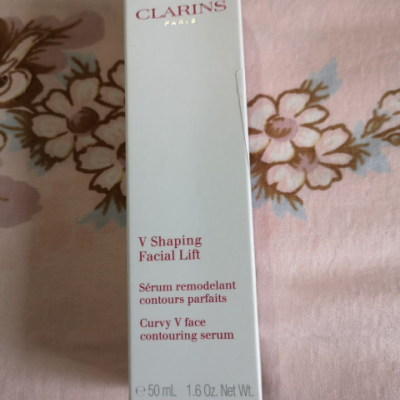 CLARINS
PARIS
V Shaping
Facial Lift
Sérum remodelant
contours parfaits
Curvy V face
contouring serum
℮ 50 mL 1.6 Oz. Net Wt.